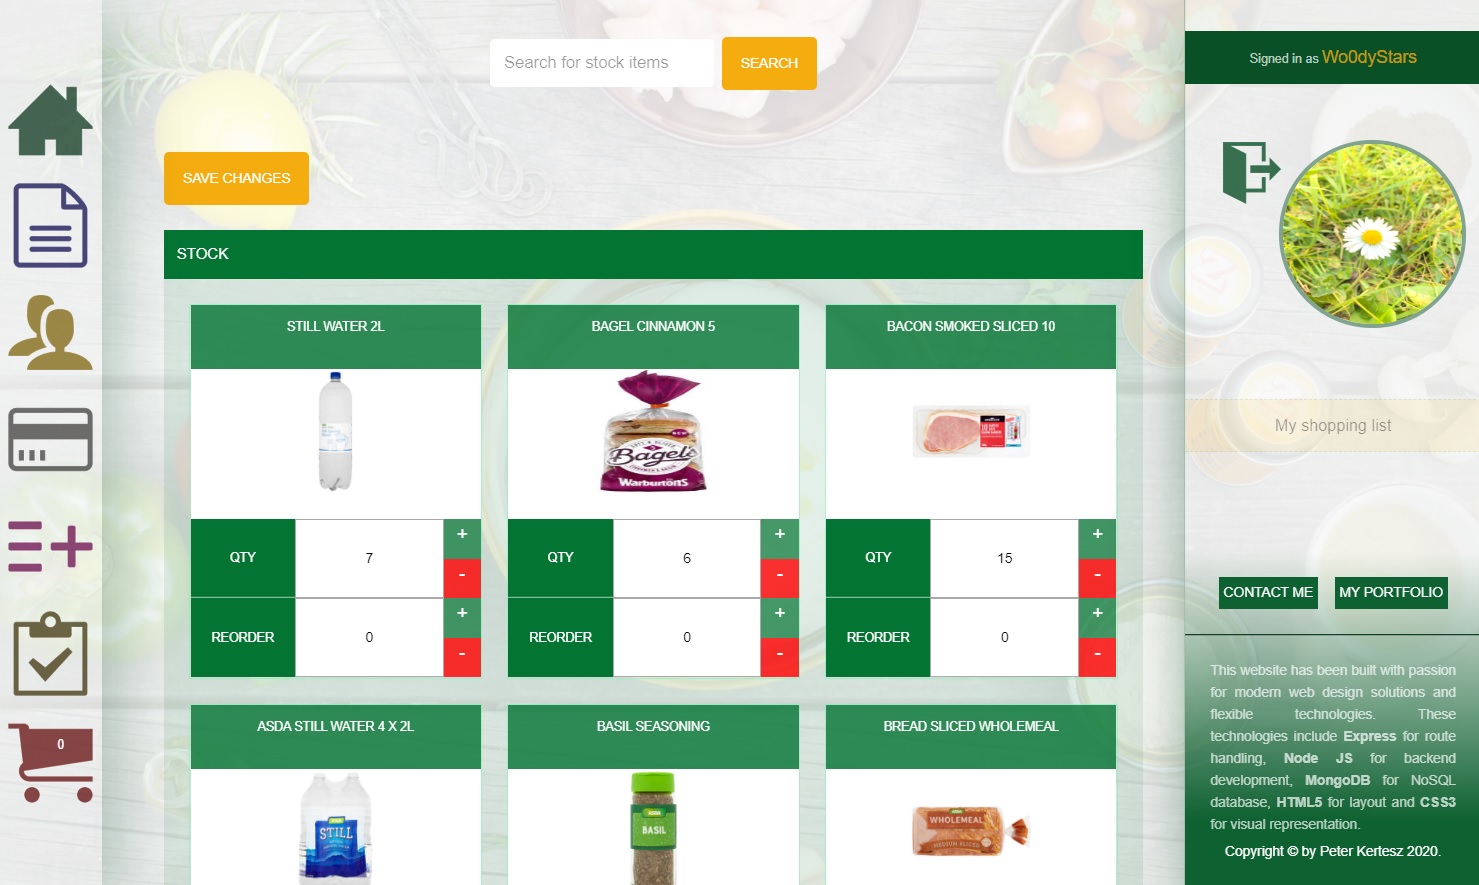 Search for stock items
SEARCH
Signed in as Wo0dyStars
SAVE CHANGES
STOCK
STILL WATER 2L
BAGEL CINNAMON 5
BACON SMOKED SLICED 10
Bagels
Warburtons
QTY
7
+
-
QTY
6
+
-
QTY
15
+
-
REORDER
0
+
-
REORDER
0
+
-
REORDER
0
+
-
ASDA STILL WATER 4 X 2L
BASIL SEASONING
BREAD SLICED WHOLEMEAL
STILL
BASIL
WHOLEMEAL
MEDIUM SLICED
0
My shopping list
CONTACT ME
MY PORTFOLIO
This website has been built with passion
for modern web design solutions and
flexible technologies. These
technologies include Express for route
handling, Node JS for backend
development, MongoDB for NoSQL
database, HTML5 for layout and CSS3
for visual representation.
Copyright © by Peter Kertesz 2020.